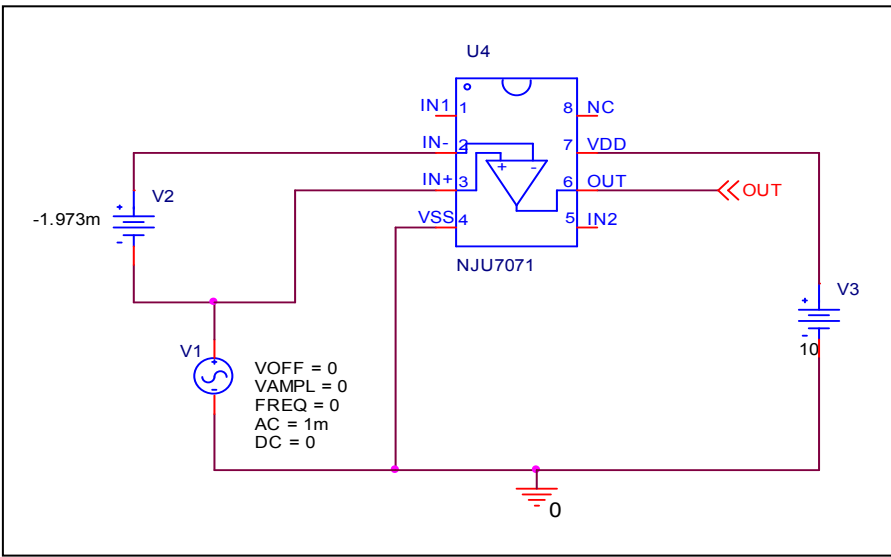 U4
IN1 1
8 NC
IN- 2
7 VDD
+ -
IN+ 3
6 OUT
OUT
VSS 4
5 IN2
NJU7071
+
V2
-1.973m
-
V3
+
-
10
V1
+
-
VOFF = 0
VAMPL = 0
FREQ = 0
AC = 1m
DC = 0
0